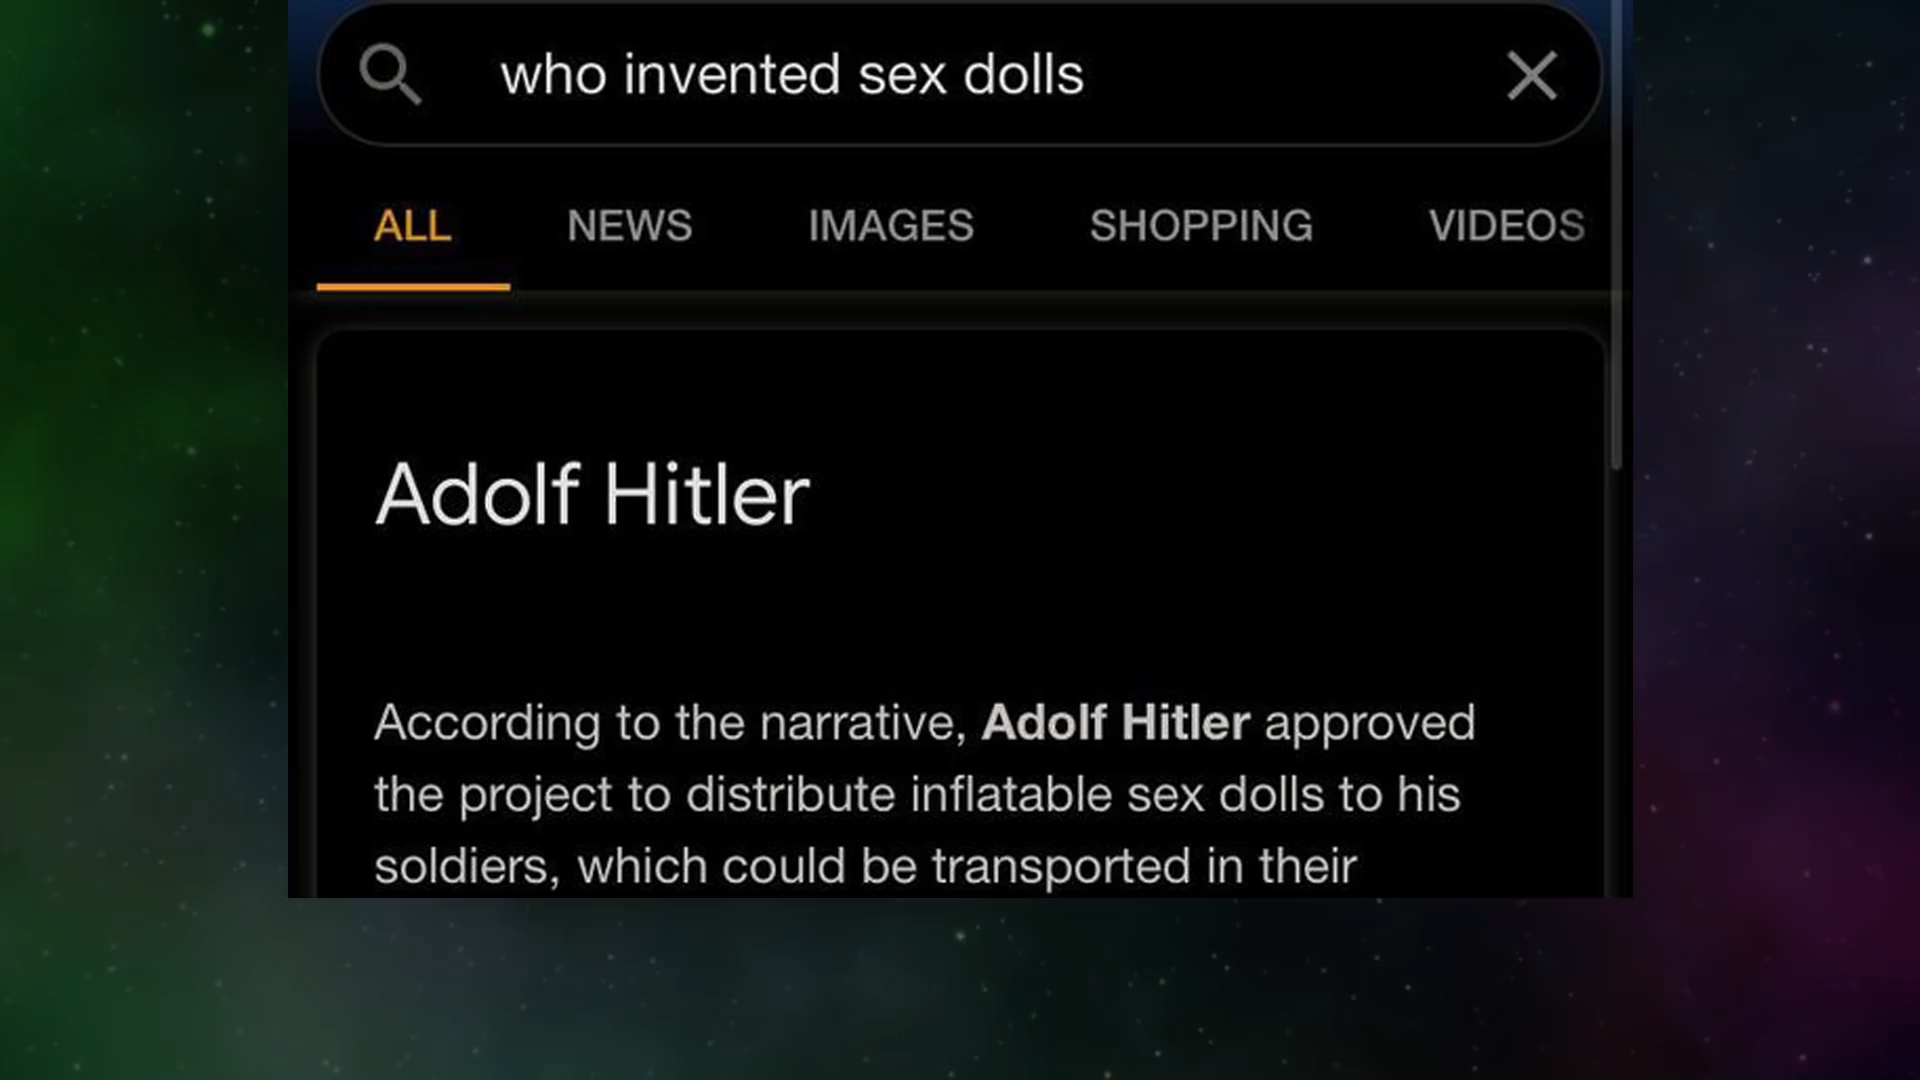 who invented sex dolls
ALL NEWS IMAGES SHOPPING VIDEOS
Adolf Hitler
According to the narrative, Adolf Hitler approved
the project to distribute inflatable sex dolls to his
soldiers, which could be transported in their